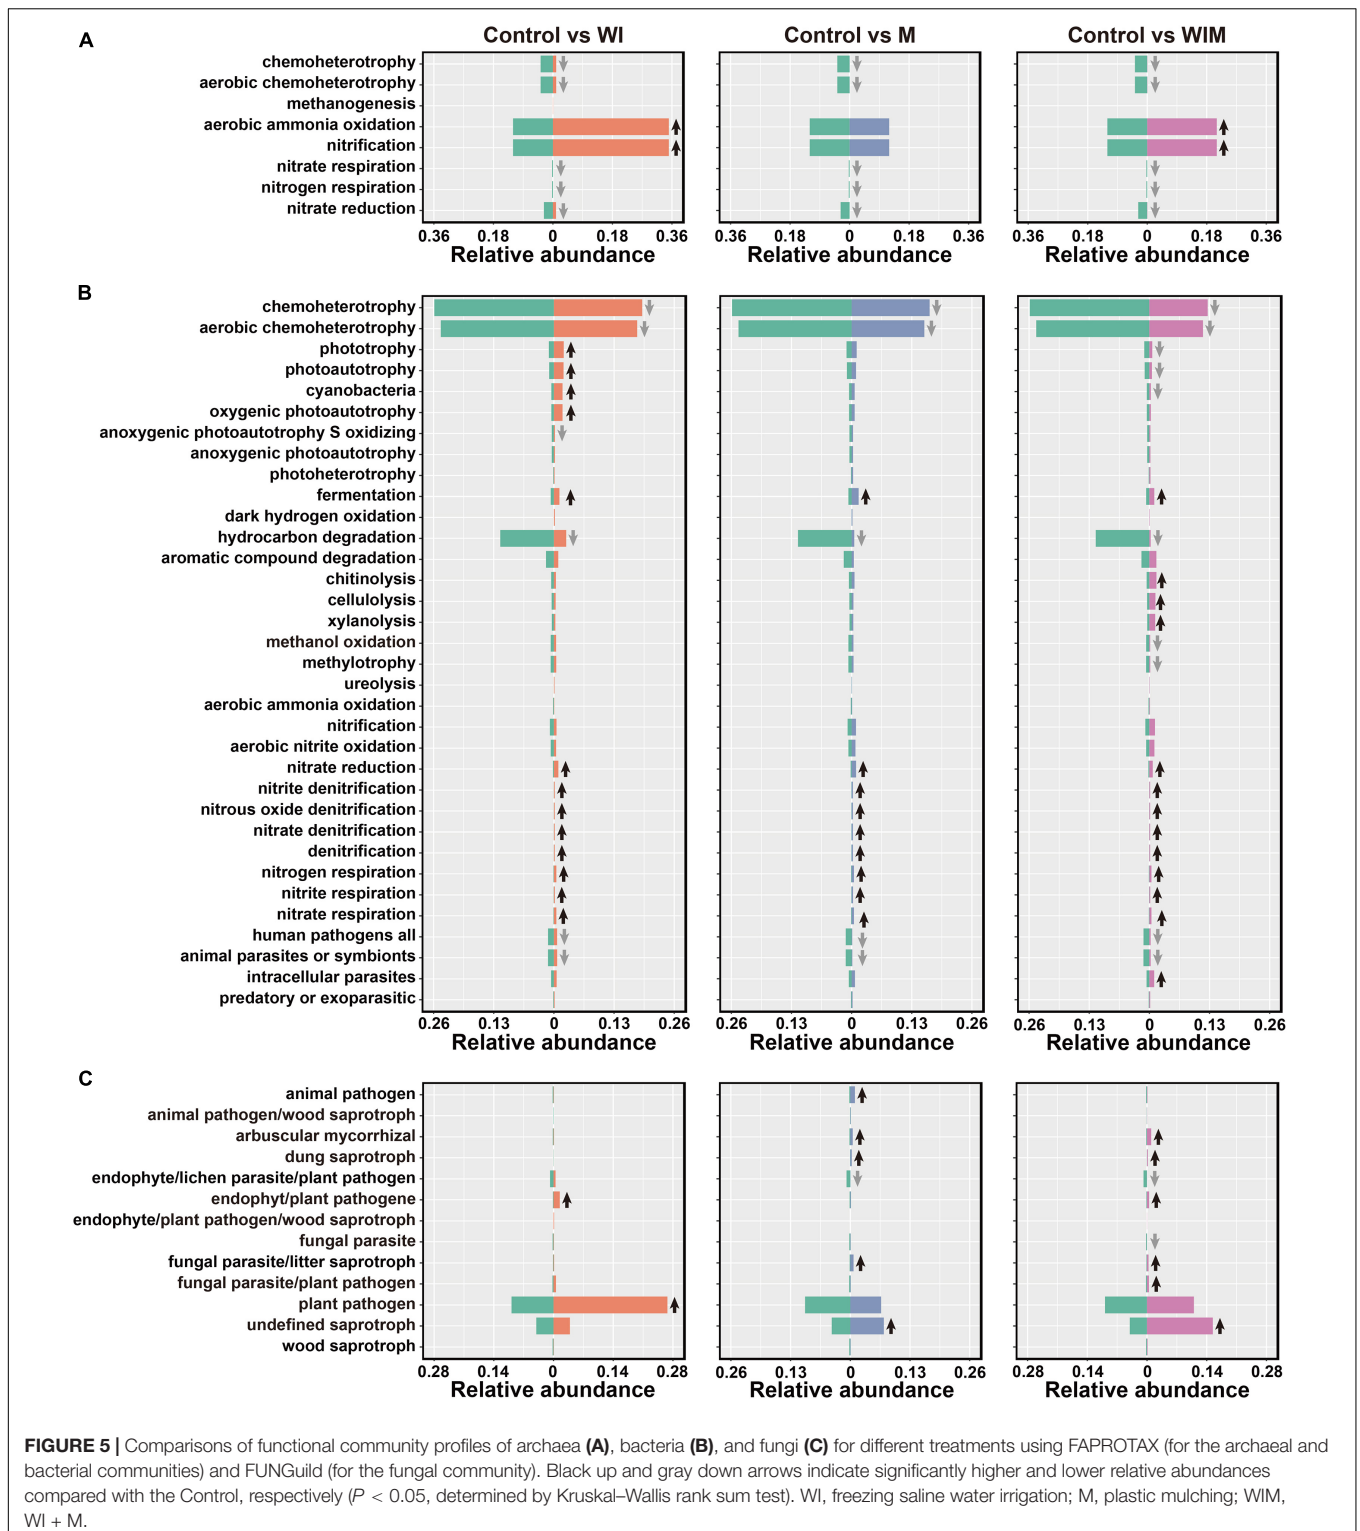 A
Control vs WI
Control vs M
Control vs WIM
chemoheterotrophy
aerobic chemoheterotrophy
methanogenesis
aerobic ammonia oxidation
nitrification
nitrate respiration
nitrogen respiration
nitrate reduction
0.36 0.18 0 0.18 0.36
0.36 0.18 0 0.18 0.36
0.36 0.18 0 0.18 0.36
Relative abundance
Relative abundance
Relative abundance
B
chemoheterotrophy
aerobic chemoheterotrophy
phototrophy
photoautotrophy
cyanobacteria
oxygenic photoautotrophy
anoxygenic photoautotrophy S oxidizing
anoxygenic photoautotrophy
photoheterotrophy
fermentation
dark hydrogen oxidation
hydrocarbon degradation
aromatic compound degradation
chitinolysis
cellulolysis
xylanolysis
methanol oxidation
methylotrophy
ureolysis
aerobic ammonia oxidation
nitrification
aerobic nitrite oxidation
nitrate reduction
nitrite denitrification
nitrous oxide denitrification
nitrate denitrification
denitrification
nitrogen respiration
nitrite respiration
nitrate respiration
human pathogens all
animal parasites or symbionts
intracellular parasites
predatory or exoparasitic
0.26 0.13 0 0.13 0.26
0.26 0.13 0 0.13 0.26
0.26 0.13 0 0.13 0.26
Relative abundance
Relative abundance
Relative abundance
C
animal pathogen
animal pathogen/wood saprotroph
arbuscular mycorrhizal
dung saprotroph
endophyte/lichen parasite/plant pathogen
endophyt/plant pathogene
endophyte/plant pathogen/wood saprotroph
fungal parasite
fungal parasite/litter saprotroph
fungal parasite/plant pathogen
plant pathogen
undefined saprotroph
wood saprotroph
0.28 0.14 0 0.14 0.28
0.26 0.13 0 0.13 0.26
0.28 0.14 0 0.14 0.28
Relative abundance
Relative abundance
Relative abundance
FIGURE 5 | Comparisons of functional community profiles of archaea (A), bacteria (B), and fungi (C) for different treatments using FAPROTAX (for the archaeal and
bacterial communities) and FUNGuild (for the fungal community). Black up and gray down arrows indicate significantly higher and lower relative abundances
compared with the Control, respectively (P < 0.05, determined by Kruskal–Wallis rank sum test). WI, freezing saline water irrigation; M, plastic mulching; WIM,
WI + M.